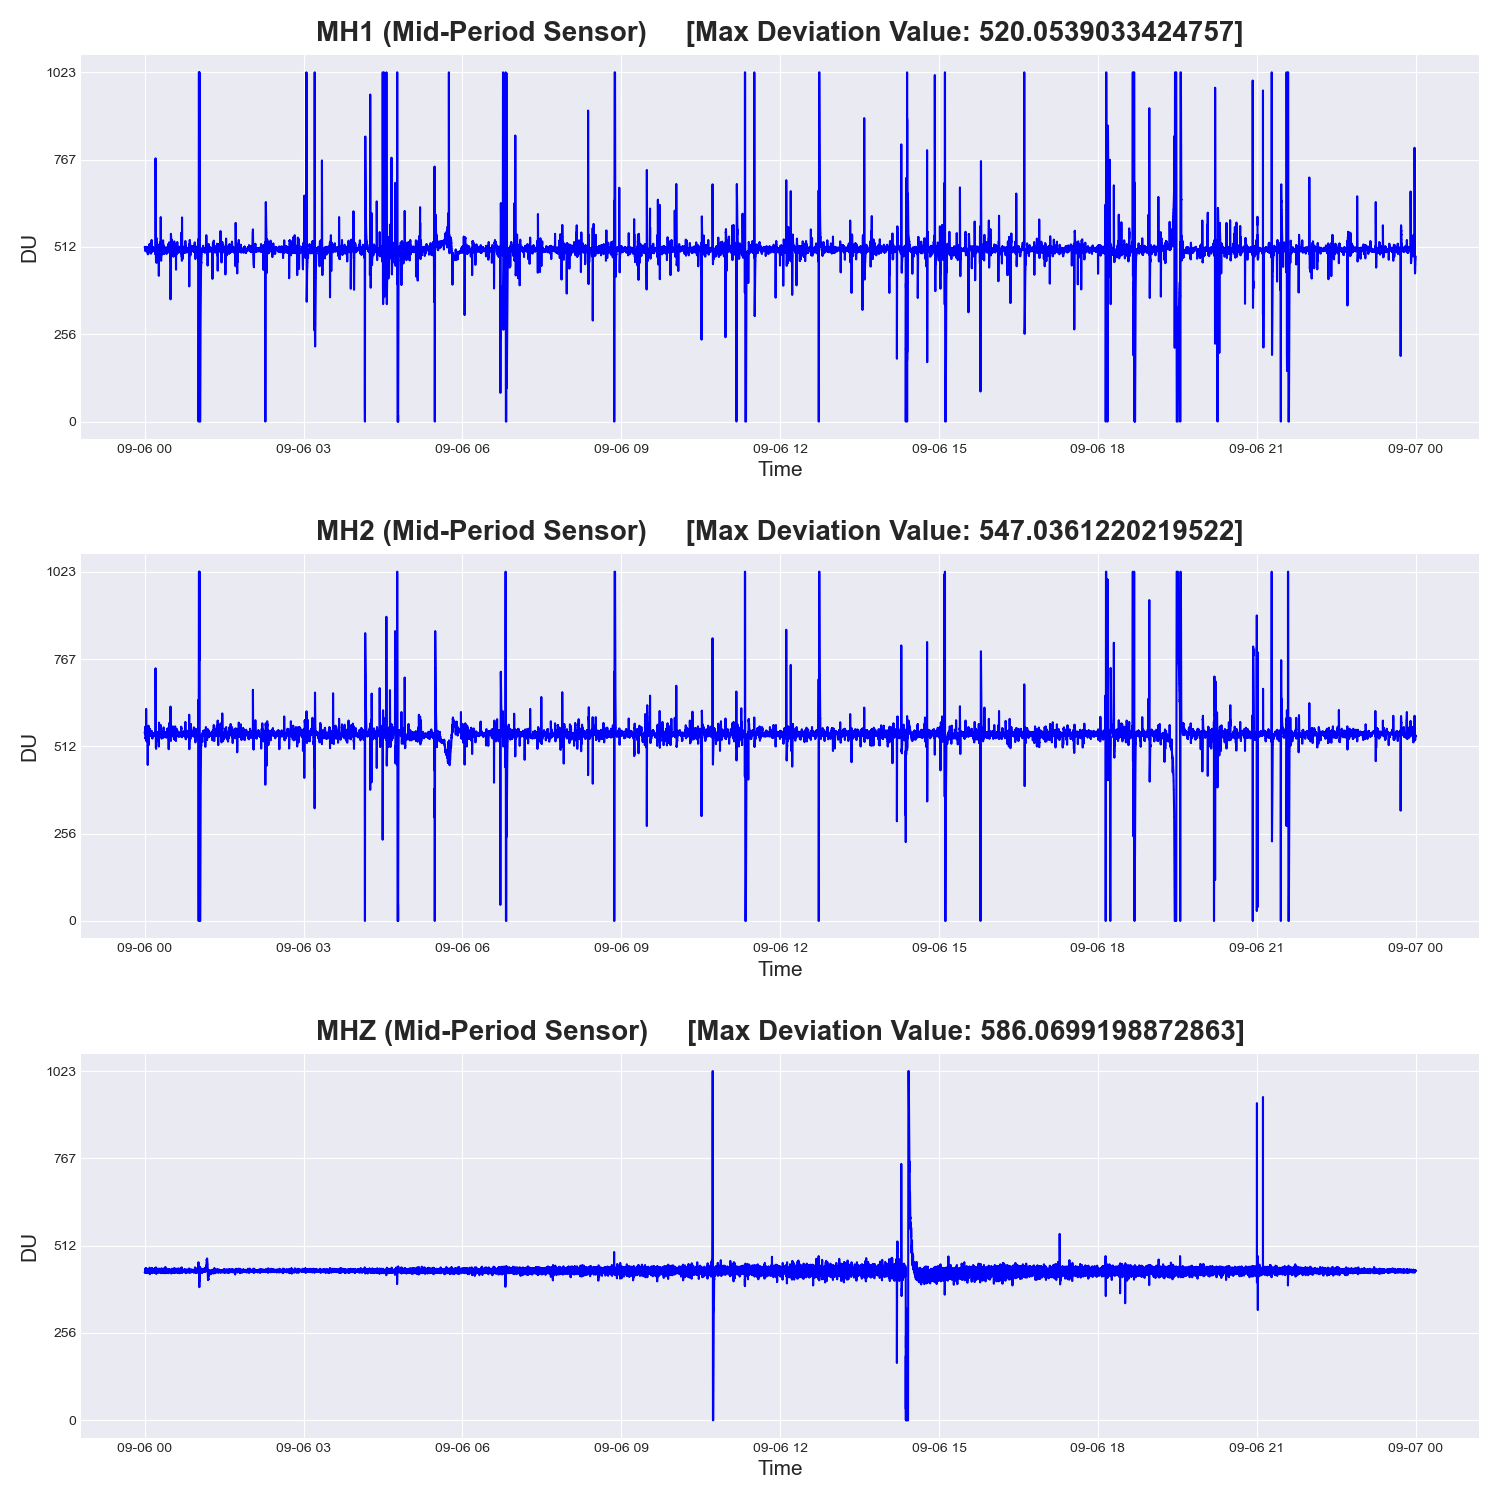 MH1 (Mid-Period Sensor) [Max Deviation Value: 520.0539033424757]
1023
767
512
256
0
DU
09-06 00 09-06 03 09-06 06 09-06 09 09-06 12 09-06 15 09-06 18 09-06 21 09-07 00
Time
MH2 (Mid-Period Sensor) [Max Deviation Value: 547.0361220219522]
1023
767
512
256
0
DU
09-06 00 09-06 03 09-06 06 09-06 09 09-06 12 09-06 15 09-06 18 09-06 21 09-07 00
Time
MHZ (Mid-Period Sensor) [Max Deviation Value: 586.0699198872863]
1023
767
512
256
0
DU
09-06 00 09-06 03 09-06 06 09-06 09 09-06 12 09-06 15 09-06 18 09-06 21 09-07 00
Time